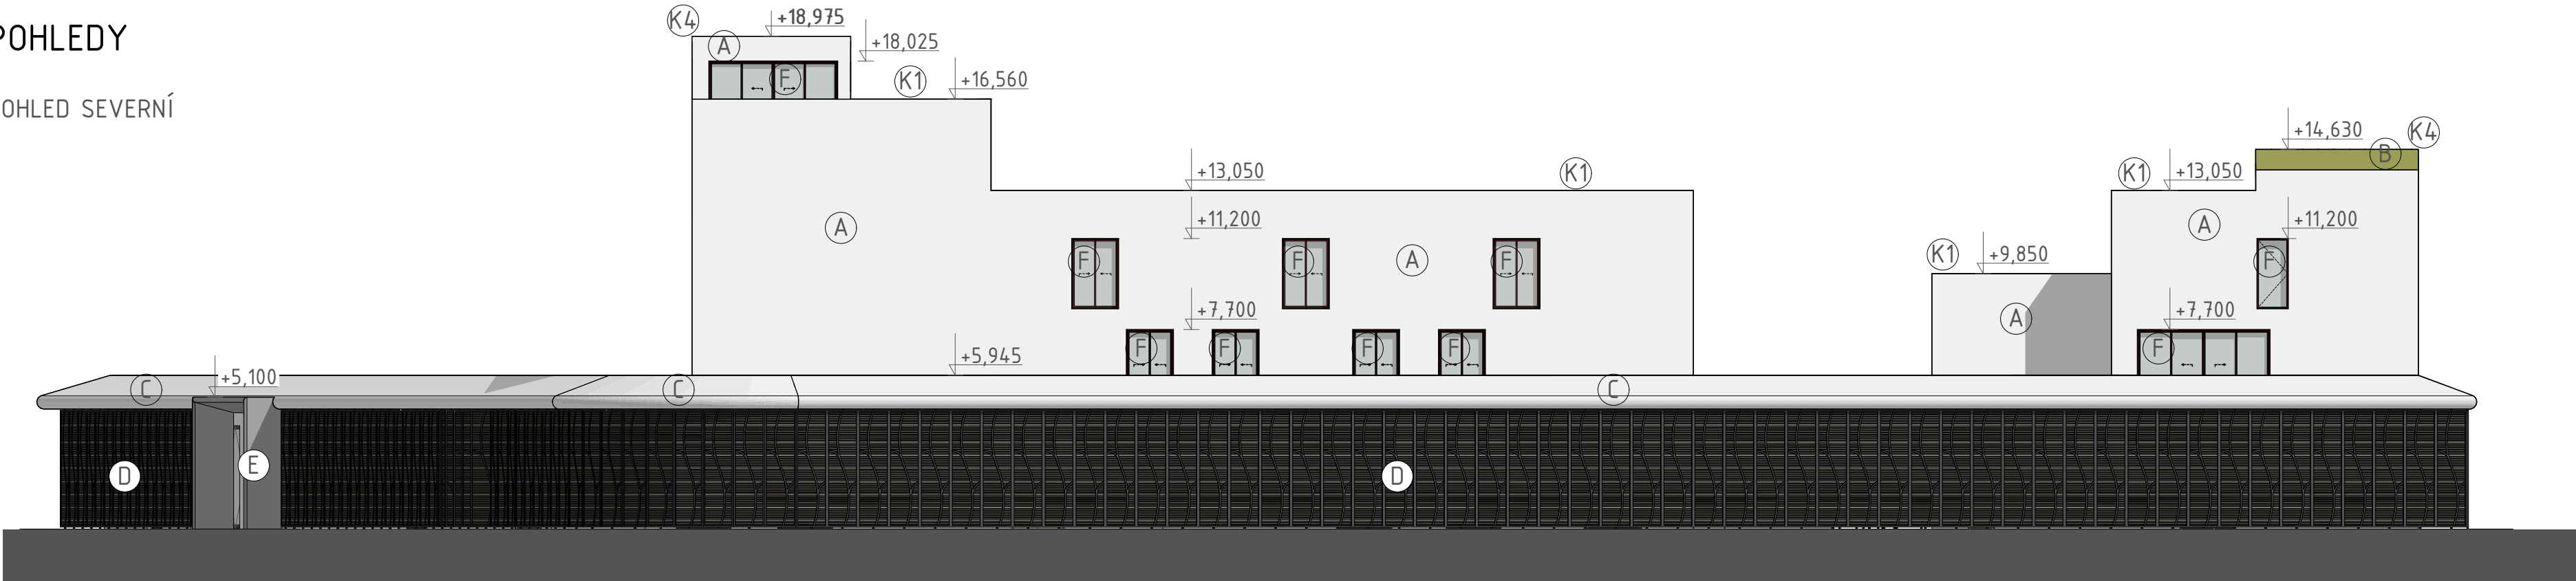 POHLEDY
OHLED SEVERNÍ
K4
+18,975
A
+18,025
F
K1
+16,560
+14,630
K4
B
+13,050
K1
K1
+13,050
A
+11,200
A
+11,200
F
F
A
F
F
K1
+9,850
+7,700
A
+7,700
F
F
F
F
F
+5,945
C
+5,100
C
C
D
E
D